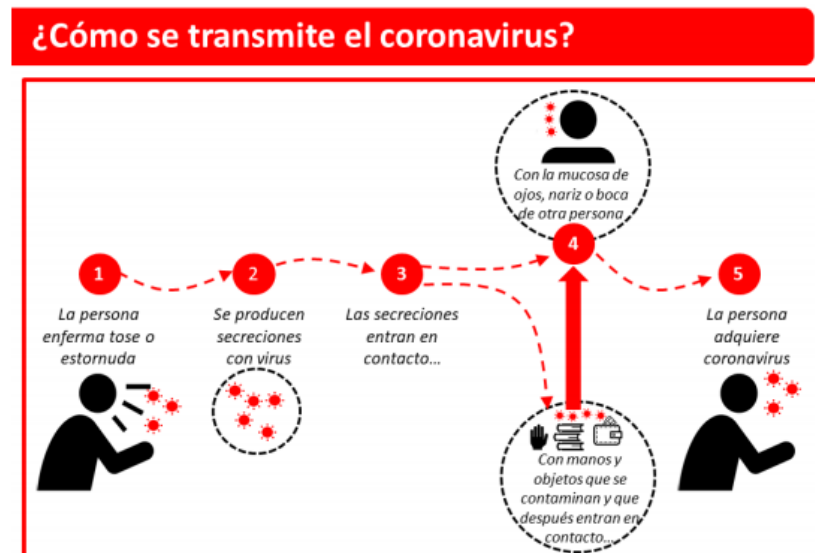 ¿Cómo se transmite el coronavirus?
Con la mucosa de
ojos, nariz o boca
de otra persona
4
1
2
3
5
La persona
enferma tose o
estornuda
Se producen
secreciones
con virus
Las secreciones
entran en
contacto...
La persona
adquiere
coronavirus
Con manos y
objetos que se
contaminan y que
después entran en
contacto...